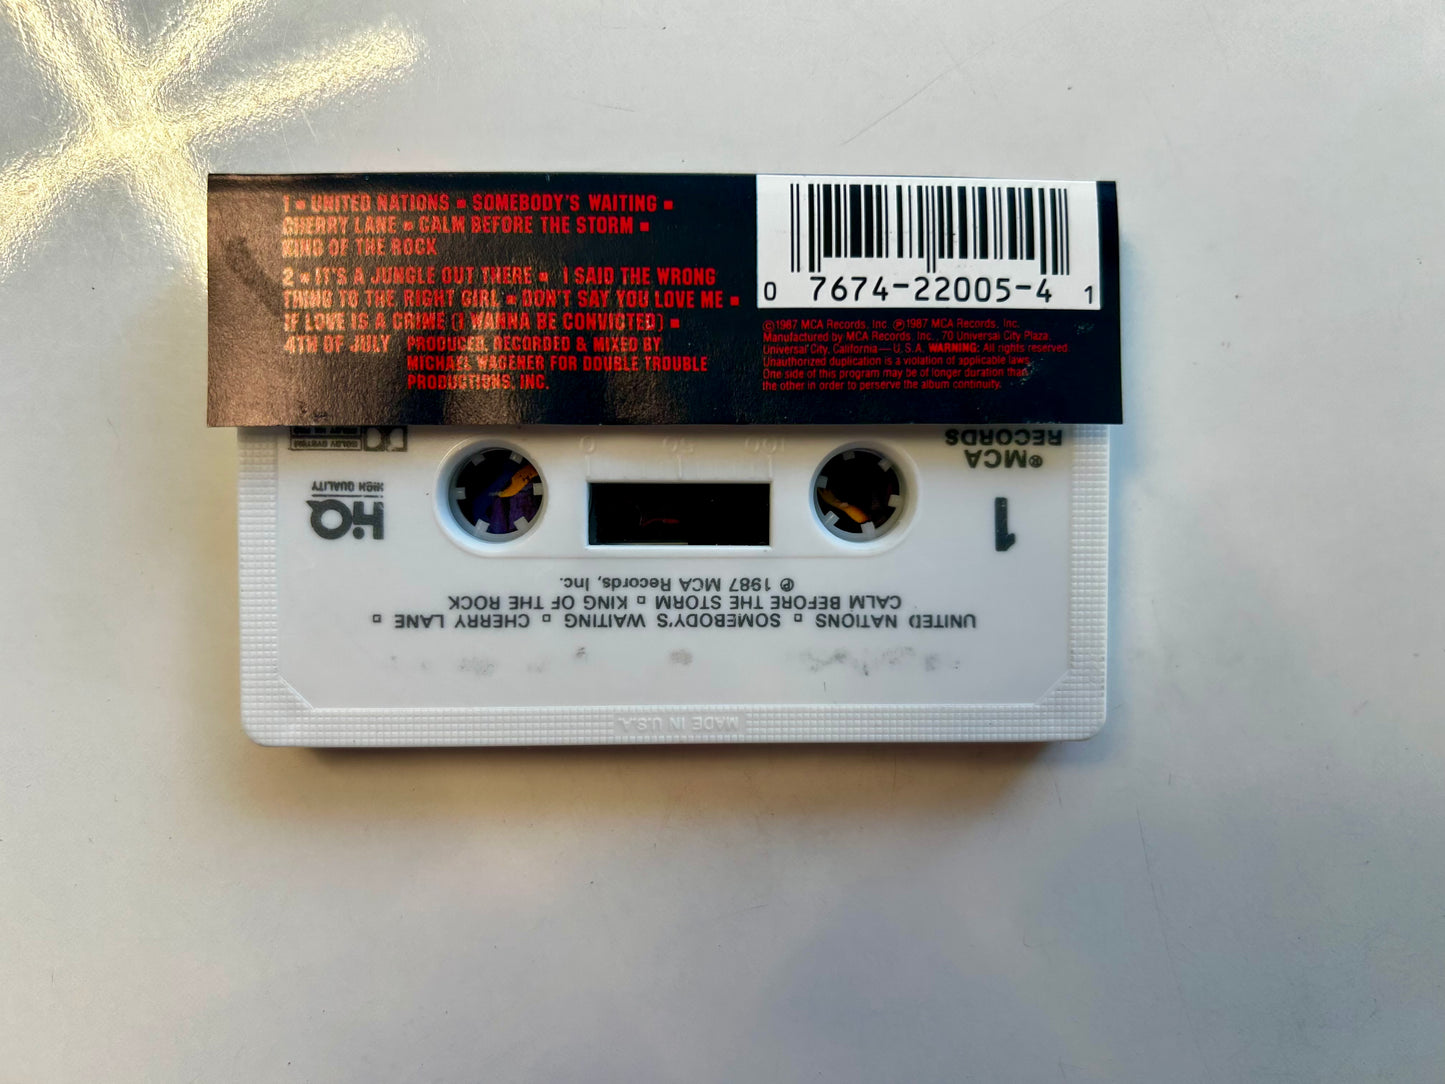 1 ▪ UNITED NATIONS ▪ SOMEBODY'S WAITING ▪
CHERRY LANE ▪ CALM BEFORE THE STORM ▪
KING OF THE ROCK
2 ▪ IT'S A JUNGLE OUT THERE ▪ I SAID THE WRONG
THING TO THE RIGHT GIRL ▪ DON'T SAY YOU LOVE ME ▪
IF LOVE IS A CRIME (I WANNA BE CONVICTED) ▪
4TH OF JULY PRODUCED, RECORDED & MIXED BY
MICHAEL WAGENER FOR DOUBLE TROUBLE
PRODUCTIONS, INC.
0 7674-22005-4 1
©1987 MCA Records, Inc. ℗1987 MCA Records, Inc.
Manufactured by MCA Records, Inc., 70 Universal City Plaza,
Universal City, California—U.S.A. WARNING: All rights reserved.
Unauthorized duplication is a violation of applicable laws.
One side of this program may be of longer duration than
the other in order to perserve the album continuity.
DOLBY SYSTEM
0 50 100
MCA®
RECORDS
HQ
HIGH QUALITY
1
℗ 1987 MCA Records, Inc.
UNITED NATIONS ▫ SOMEBODY'S WAITING ▫ CHERRY LANE ▫
CALM BEFORE THE STORM ▫ KING OF THE ROCK
MADE IN U.S.A.